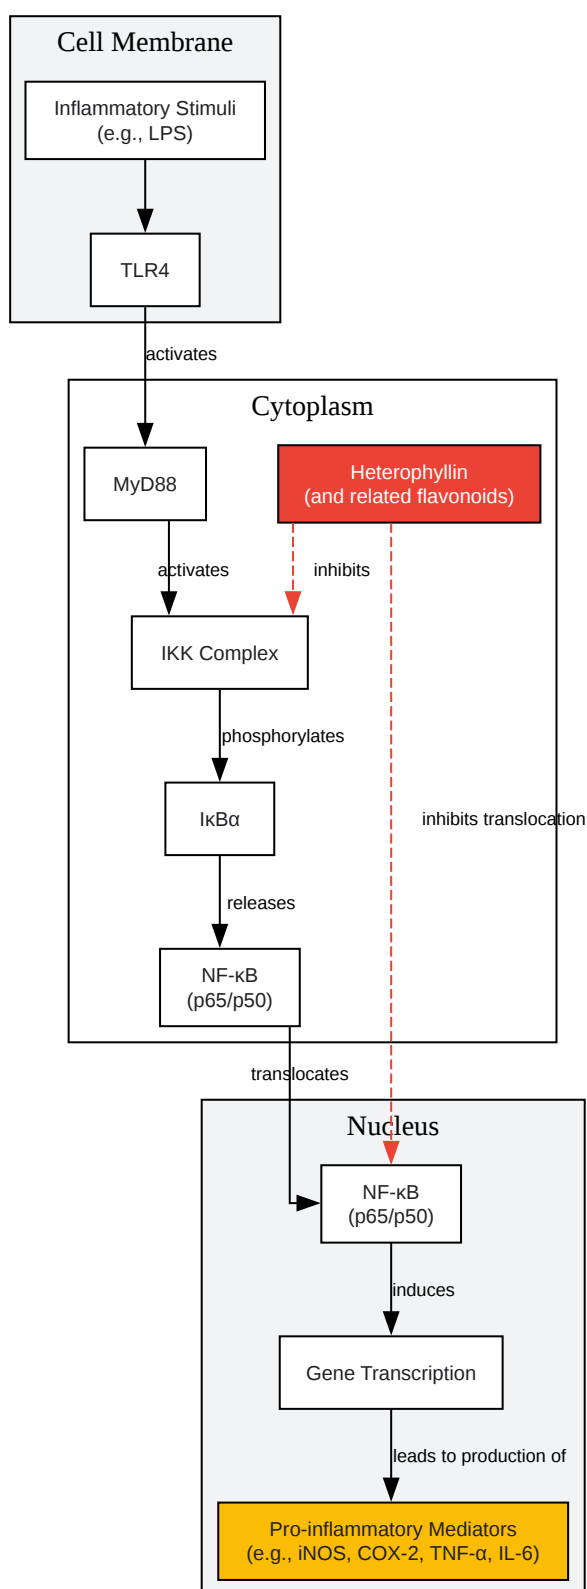 Cell Membrane
Inflammatory Stimuli
(e.g., LPS)
TLR4
activates
Cytoplasm
MyD88
Heterophyllin
(and related flavonoids)
activates
inhibits
IKK Complex
phosphorylates
IκBα
inhibits translocation
releases
NF-κB
(p65/p50)
translocates
Nucleus
NF-κB
(p65/p50)
induces
Gene Transcription
leads to production of
Pro-inflammatory Mediators
(e.g., iNOS, COX-2, TNF-α, IL-6)